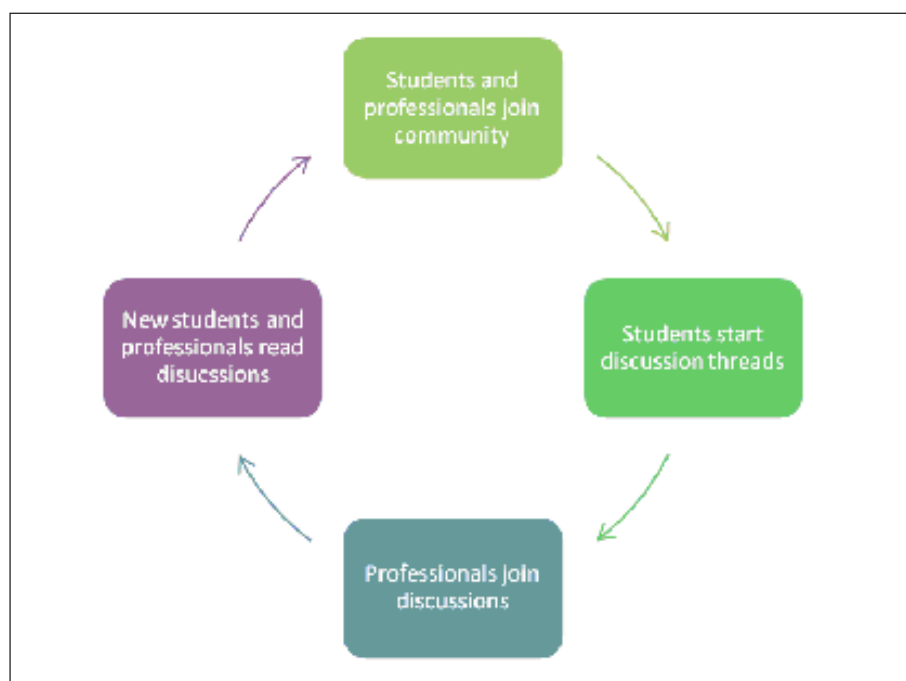 Students and
professionals join
community
Students start
discussion threads
Professionals join
discussions
New students and
professionals read
disucssions